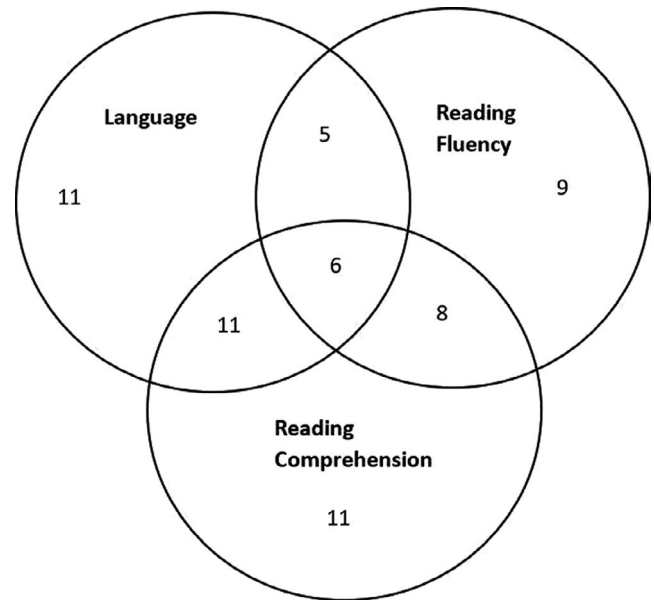 Language
5
Reading
Fluency
11
9
6
11
8
Reading
Comprehension
11